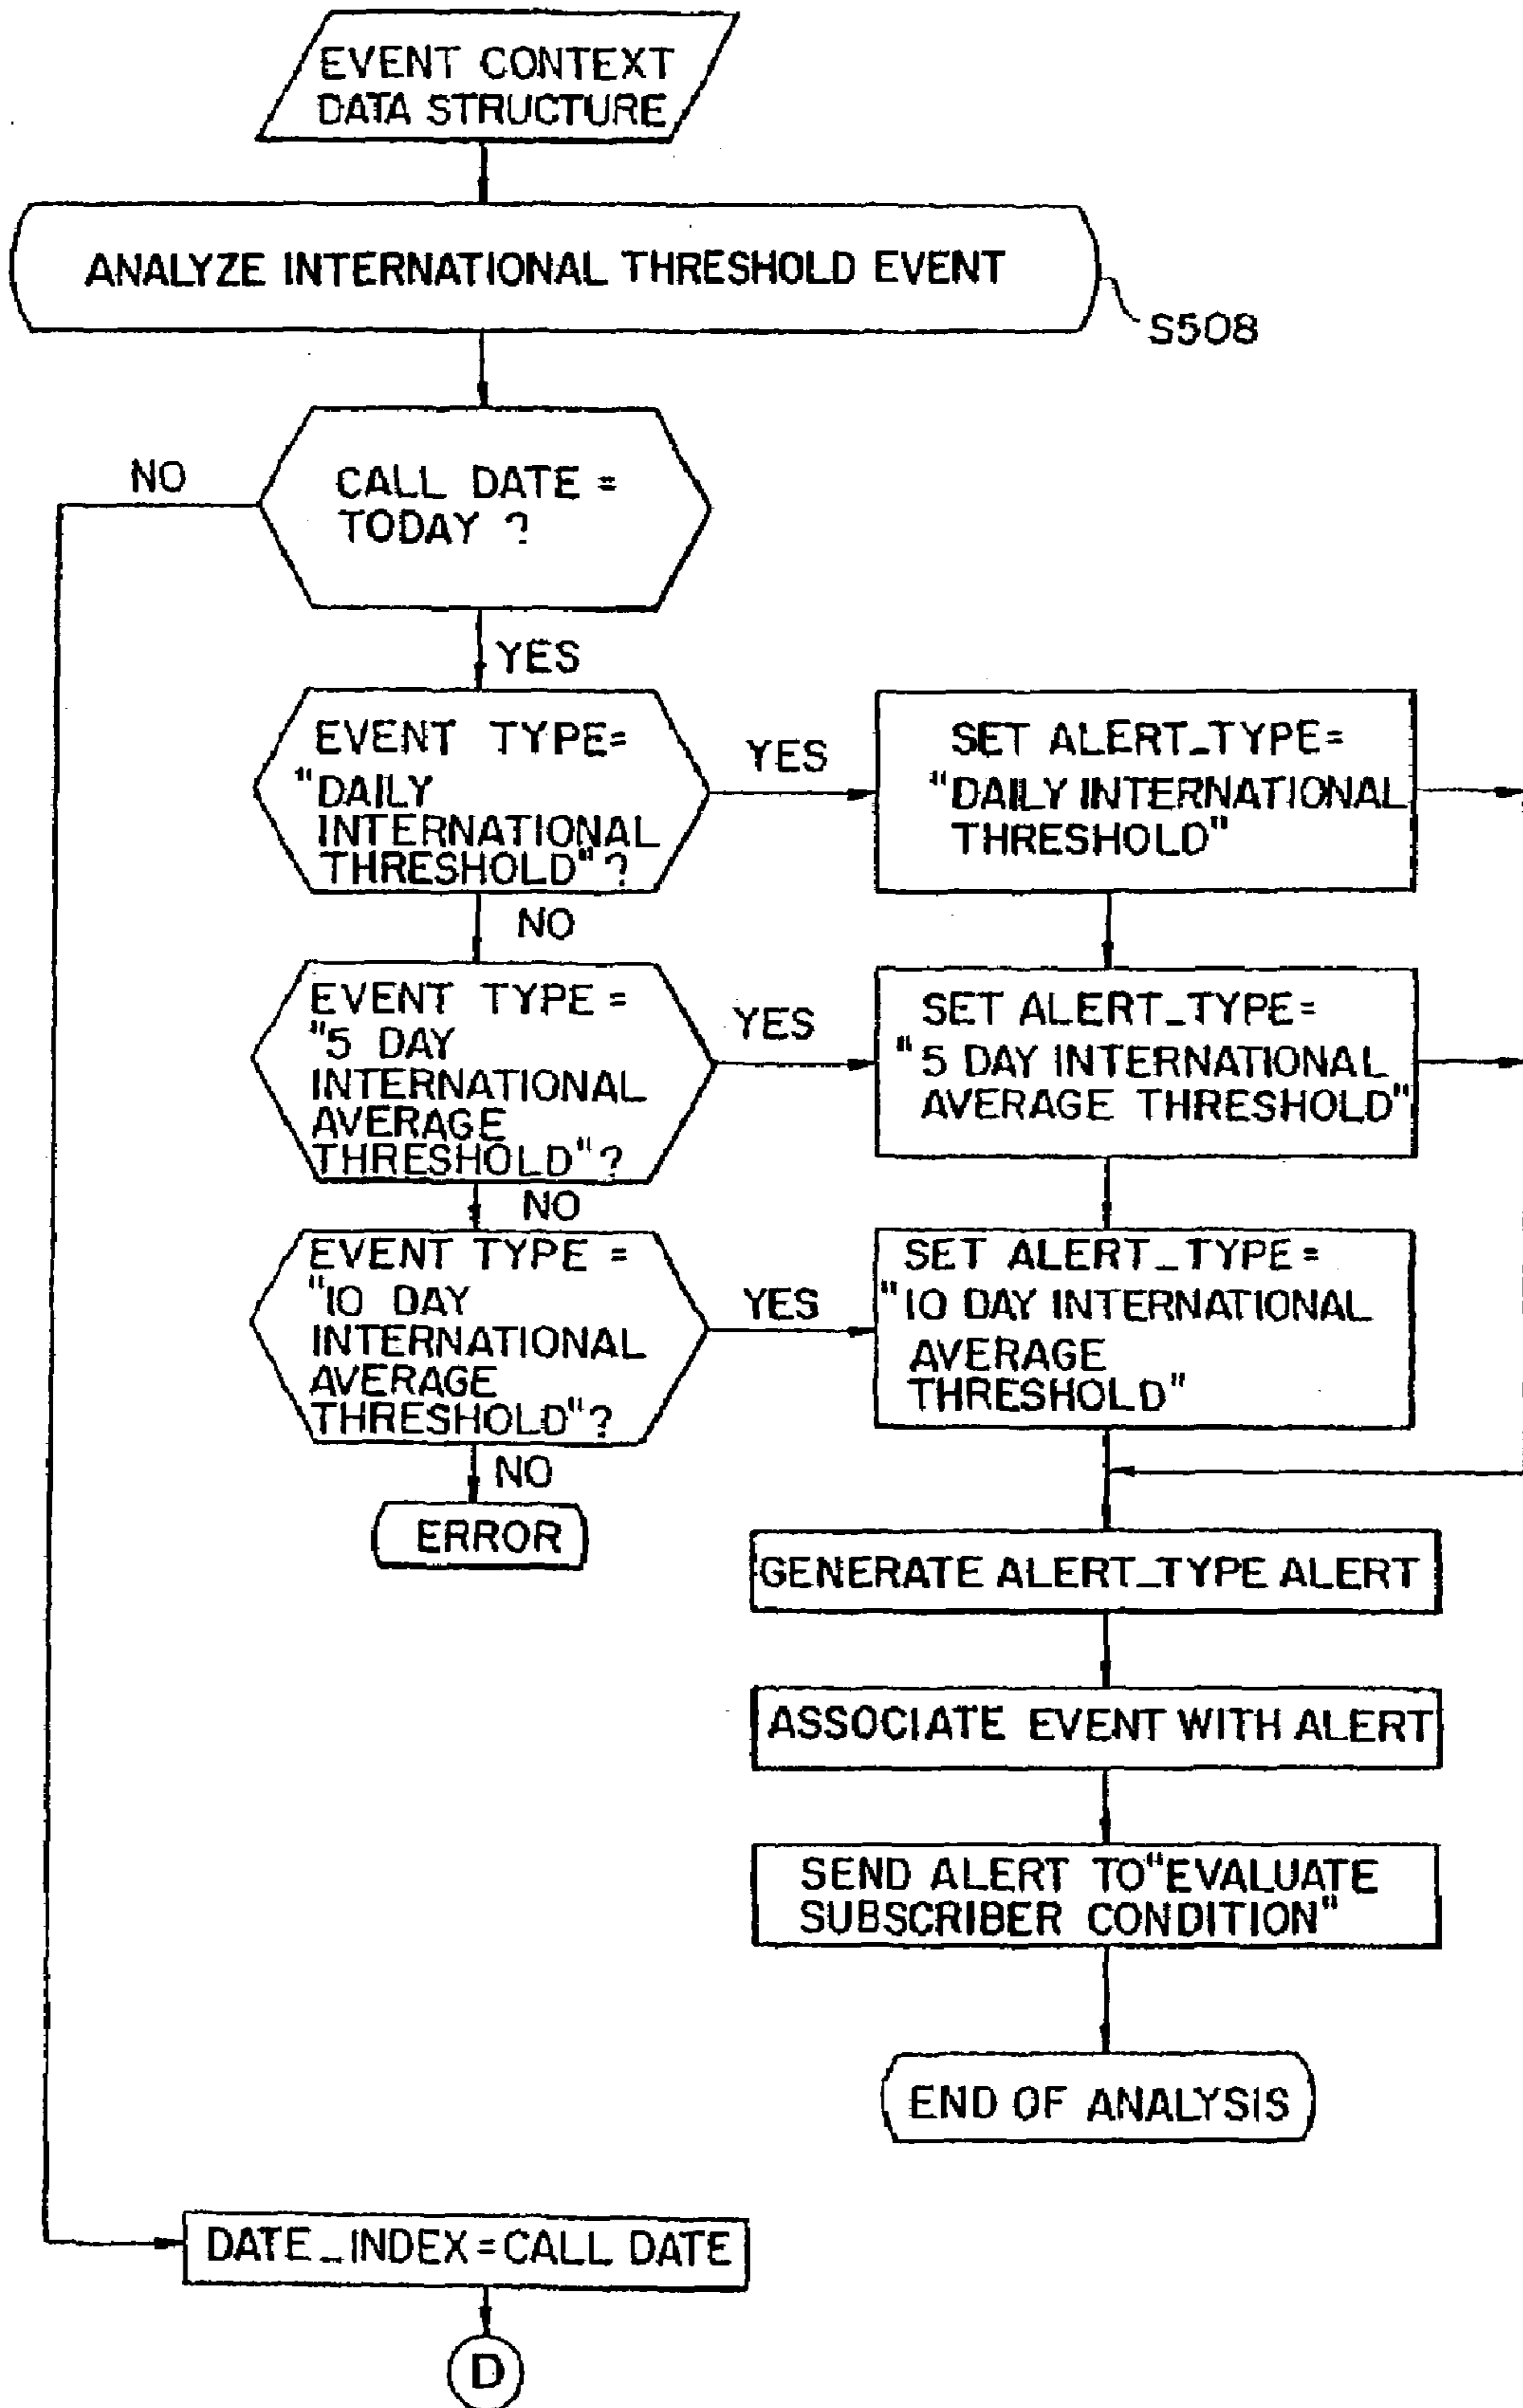 EVENT CONTEXT
DATA STRUCTURE
ANALYZE INTERNATIONAL THRESHOLD EVENT
S508
CALL DATE =
TODAY ?
NO
YES
EVENT TYPE=
"DAILY
INTERNATIONAL
THRESHOLD"?
YES
SET ALERT_TYPE=
"DAILY INTERNATIONAL
THRESHOLD"
NO
EVENT TYPE =
"5 DAY
INTERNATIONAL
AVERAGE
THRESHOLD"?
YES
SET ALERT_TYPE=
"5 DAY INTERNATIONAL
AVERAGE THRESHOLD"
NO
EVENT TYPE =
"10 DAY
INTERNATIONAL
AVERAGE
THRESHOLD"?
YES
SET ALERT_TYPE=
"10 DAY INTERNATIONAL
AVERAGE
THRESHOLD"
NO
ERROR
GENERATE ALERT_TYPE ALERT
ASSOCIATE EVENT WITH ALERT
SEND ALERT TO"EVALUATE
SUBSCRIBER CONDITION"
END OF ANALYSIS
DATE_INDEX=CALL DATE
D